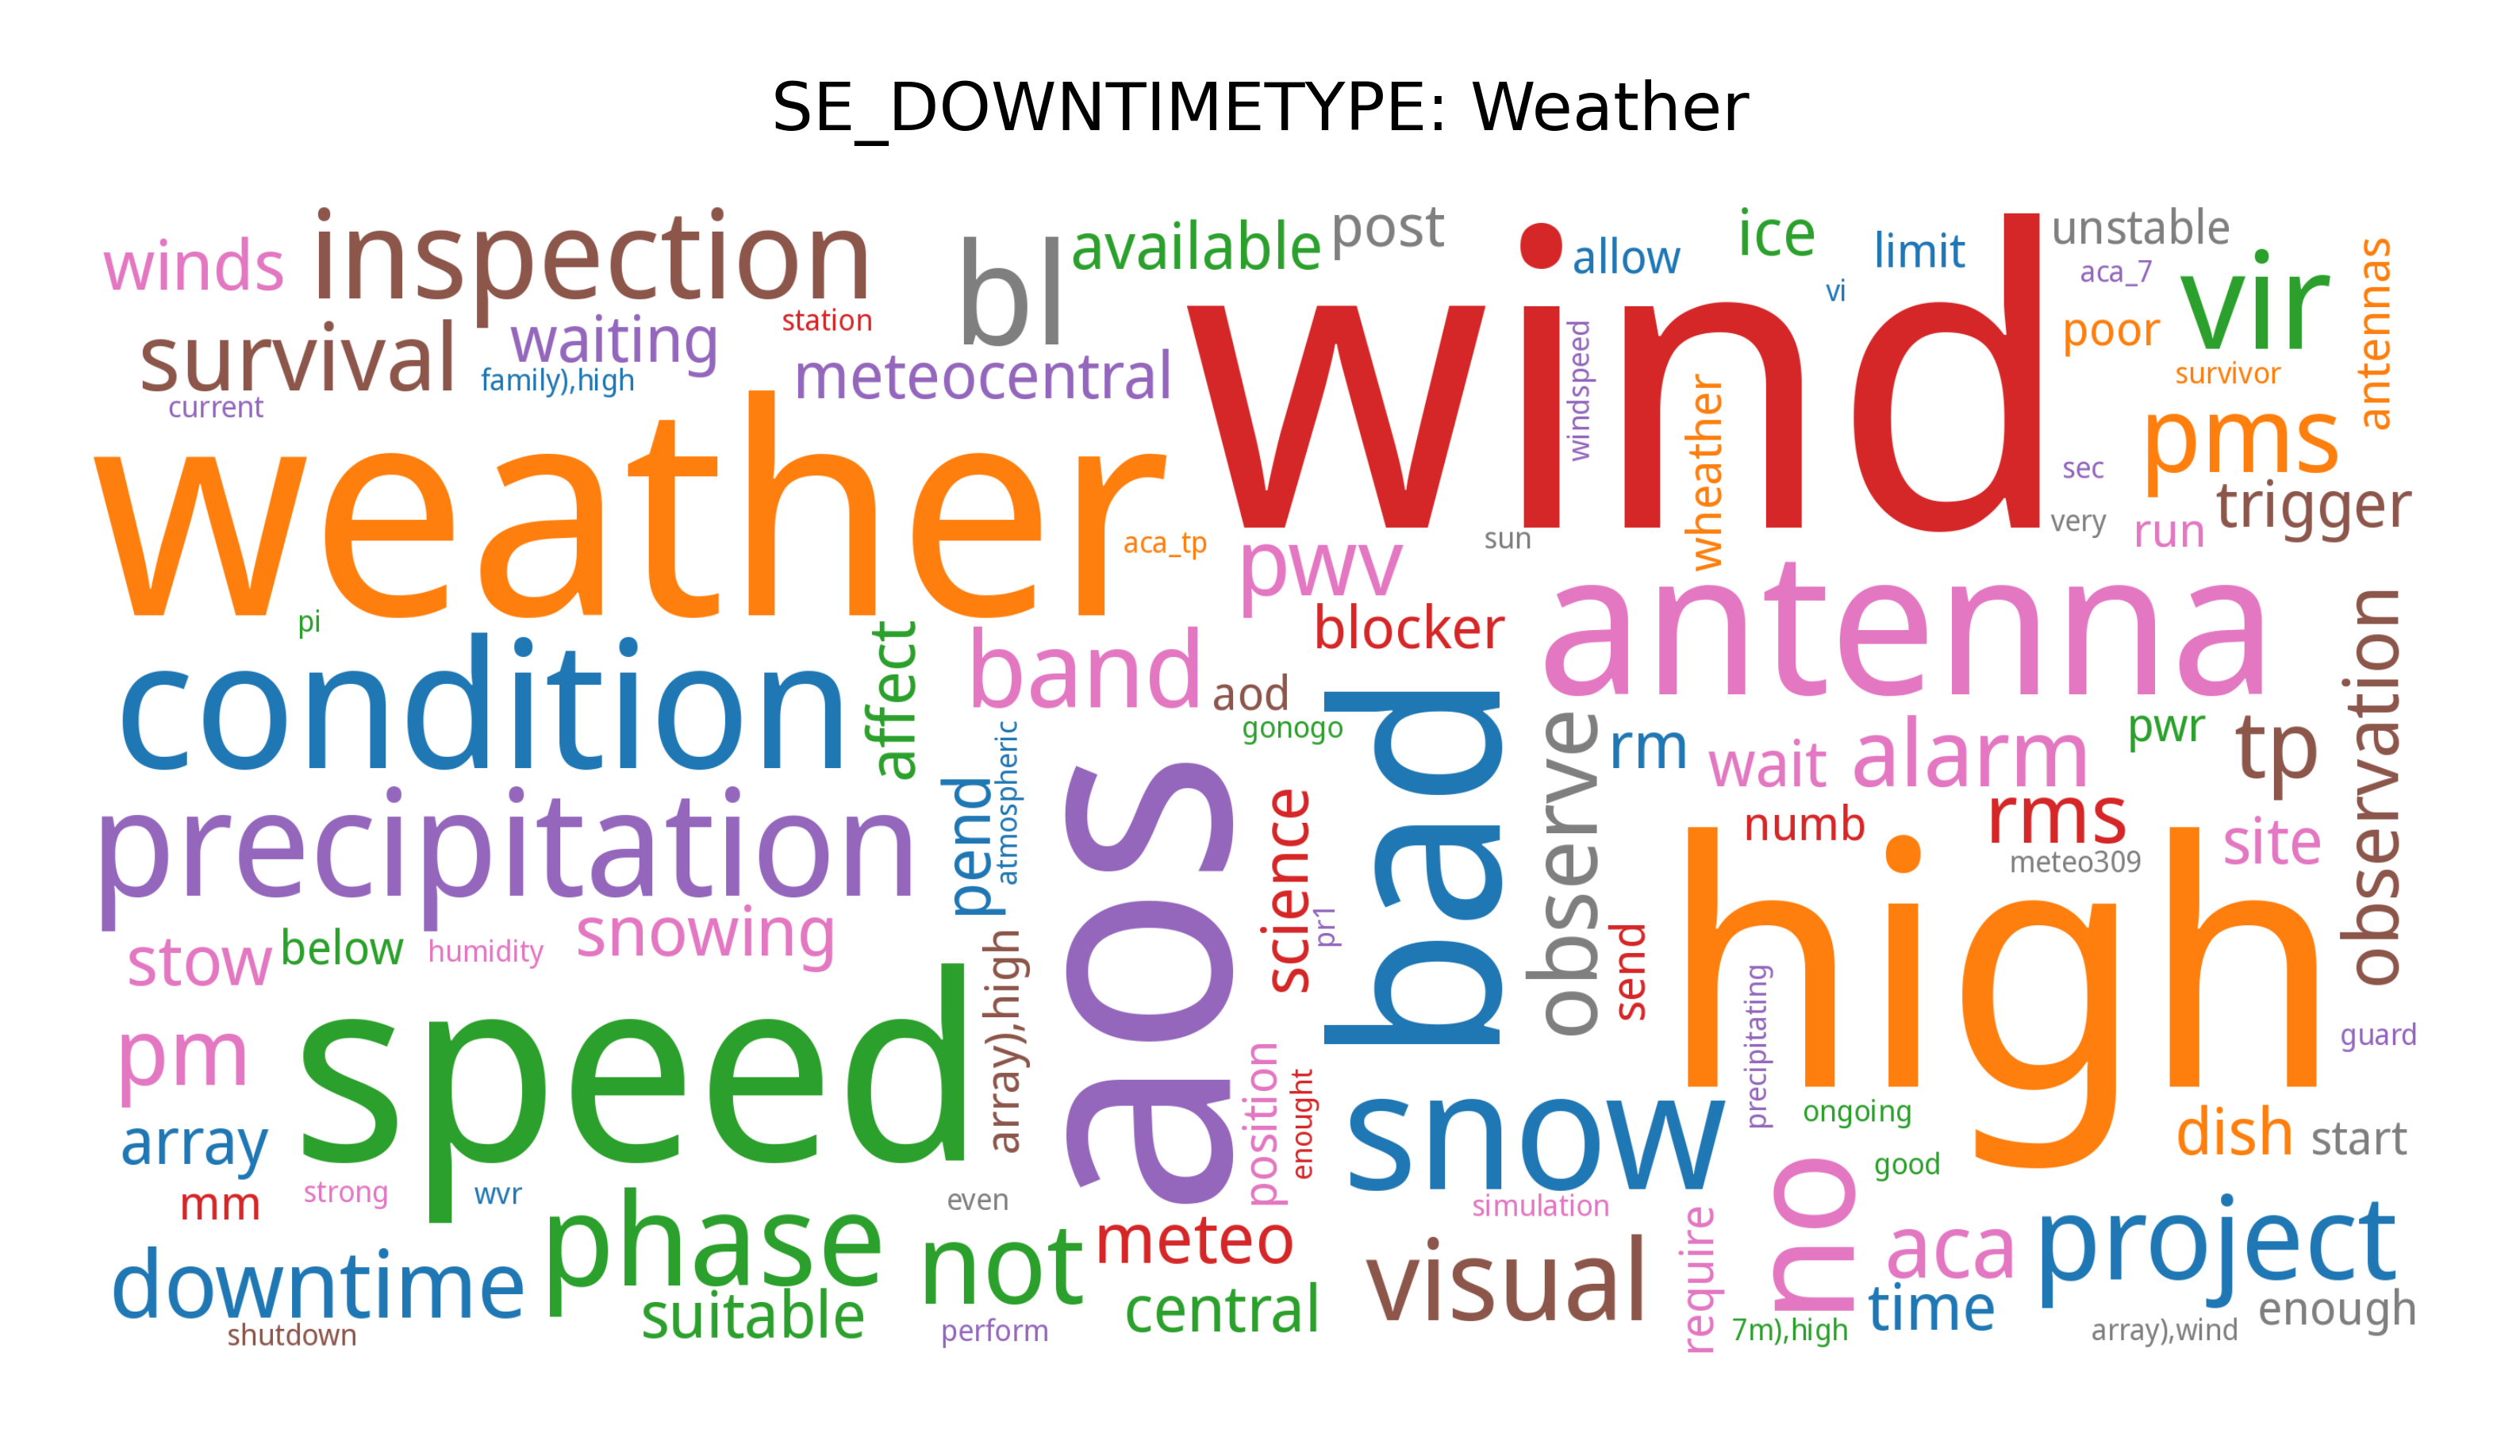 SE_DOWNTIMETYPE: Weather
winds
inspection
bl
available
post
allow
ice
limit
unstable
aca_7
vir
antennas
survival
waiting
station
family),high
meteocentral
current
wind
windspeed
vi
poor
survivor
wheather
pms
sec
trigger
very
run
weather
aca_tp
sun
pwv
blocker
antenna
observation
pi
condition
affect
band
aod
gonogo
bad
observe
rm
wait
alarm
pwr
tp
precipitation
pend
atmospheric
aos
science
pr1
numb
rms
meteo309
site
high
stow
below
humidity
snowing
array),high
send
precipitating
guard
pm
speed
position
enought
snow
ongoing
dish
start
array
mm
strong
wvr
even
simulation
good
no
downtime
phase
not
meteo
visual
require
aca
project
shutdown
suitable
perform
central
7m),high
time
array),wind
enough